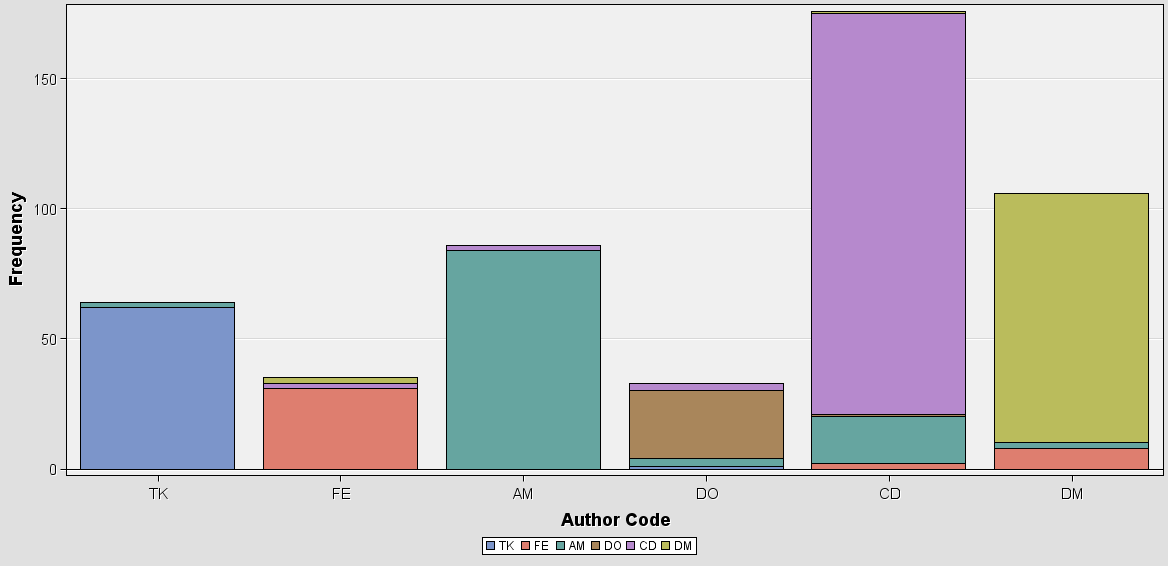 Frequency
150
100
50
0
TK FE AM DO CD DM
Author Code
TK FE AM DO CD DM